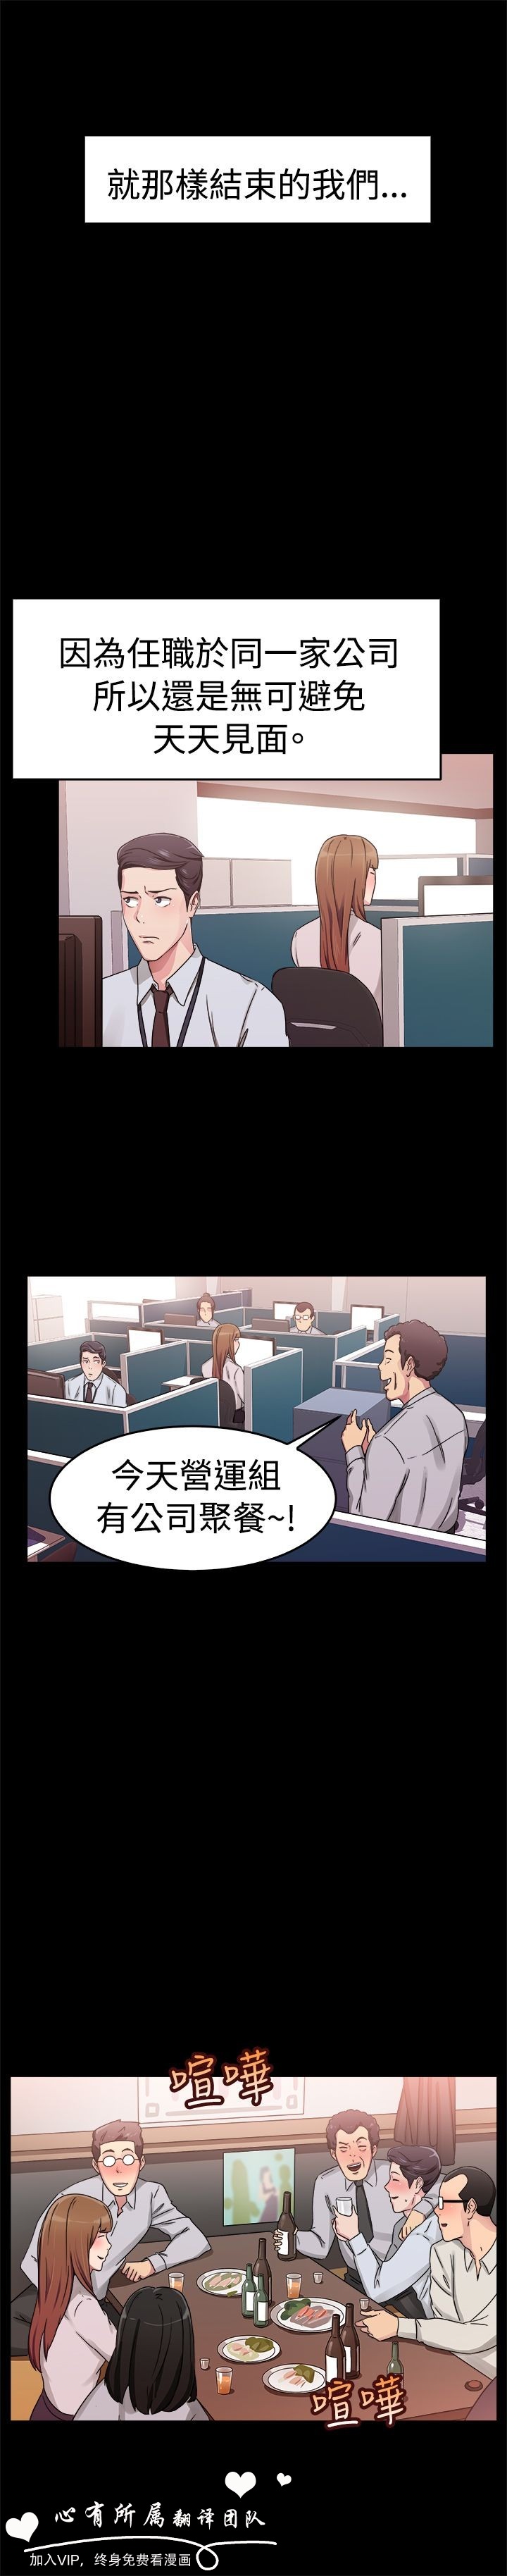 就那樣結束的我們...
因為任職於同一家公司
所以還是無可避免
天天見面。
今天營運組
有公司聚餐~!
喧嘩
喧嘩
心有所属翻译团队
加入VIP，终身免费看漫画